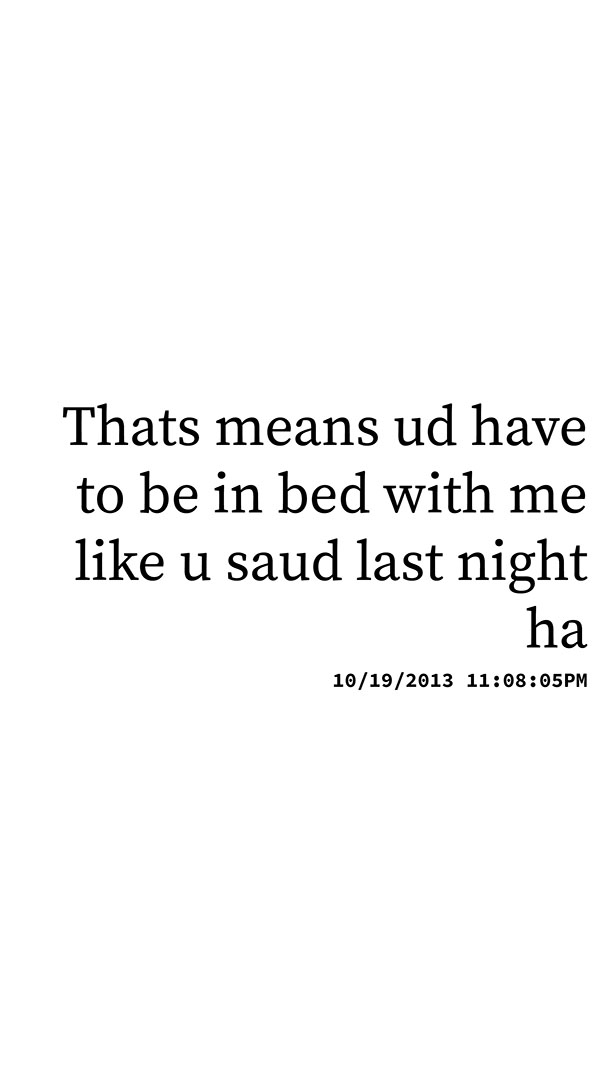 Thats means ud have
to be in bed with me
like u saud last night
ha
10/19/2013 11:08:05PM